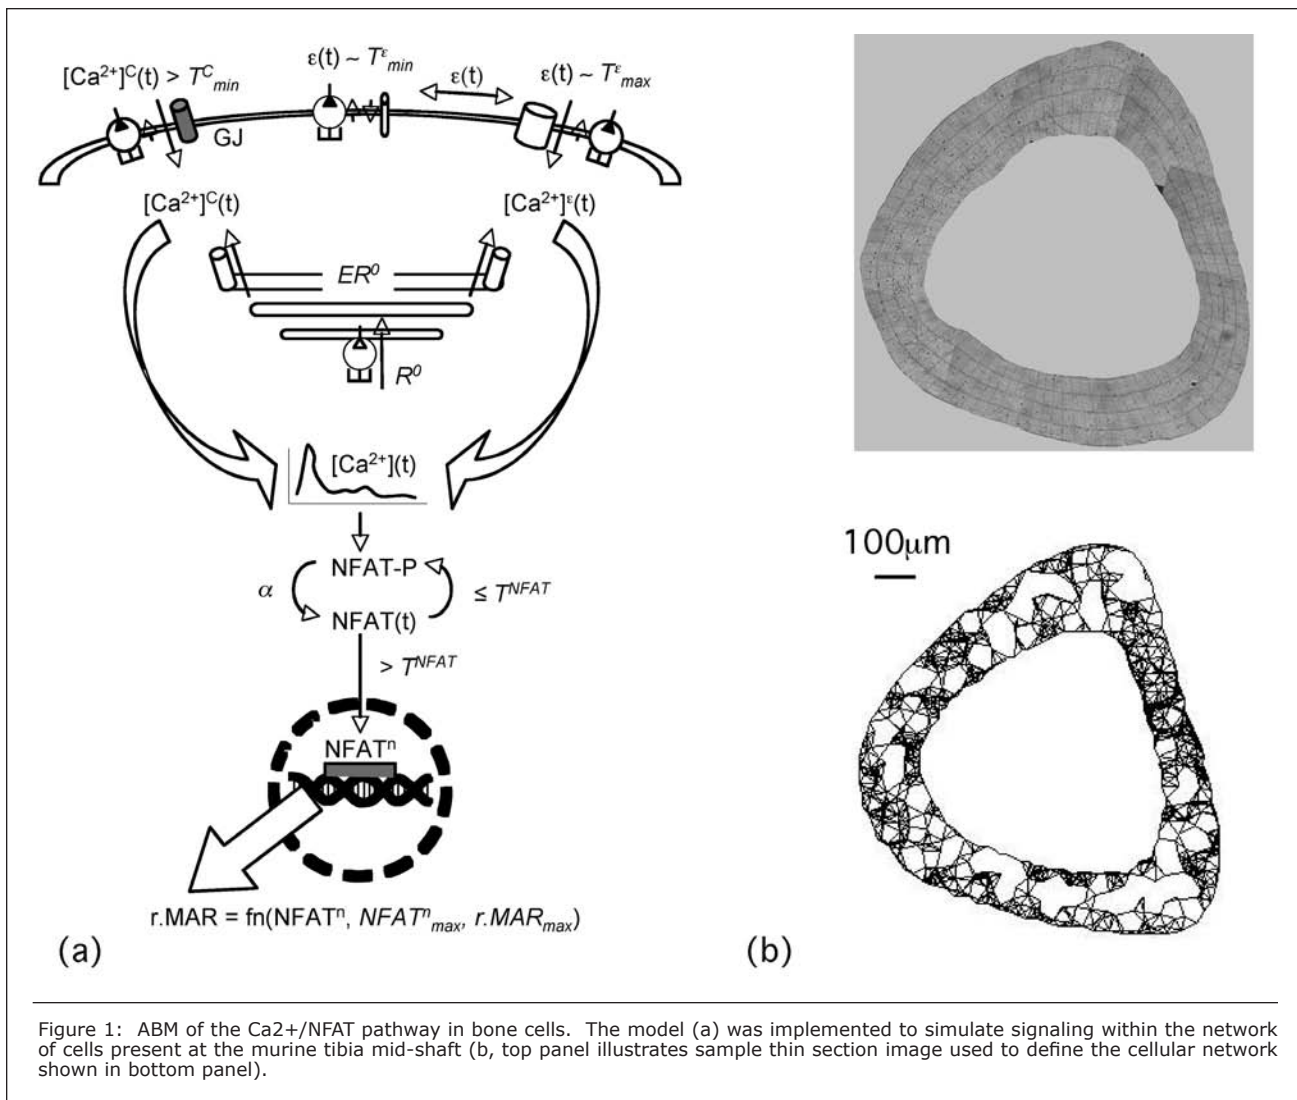 [Ca²⁺]ᶜ(t) > Tᶜₘᵢₙ
ε(t) ~ Tᵋₘᵢₙ
ε(t)
ε(t) ~ Tᵋₘₐₓ
GJ
[Ca²⁺]ᶜ(t)
[Ca²⁺]ᵋ(t)
ER⁰
R⁰
[Ca²⁺](t)
NFAT-P
α
≤ Tᴺᶠᴬᵀ
NFAT(t)
> Tᴺᶠᴬᵀ
NFATⁿ
r.MAR = fn(NFATⁿ, NFATⁿₘₐₓ, r.MARₘₐₓ)
(a)
100μm
(b)
Figure 1: ABM of the Ca2+/NFAT pathway in bone cells. The model (a) was implemented to simulate signaling within the network
of cells present at the murine tibia mid-shaft (b, top panel illustrates sample thin section image used to define the cellular network
shown in bottom panel).